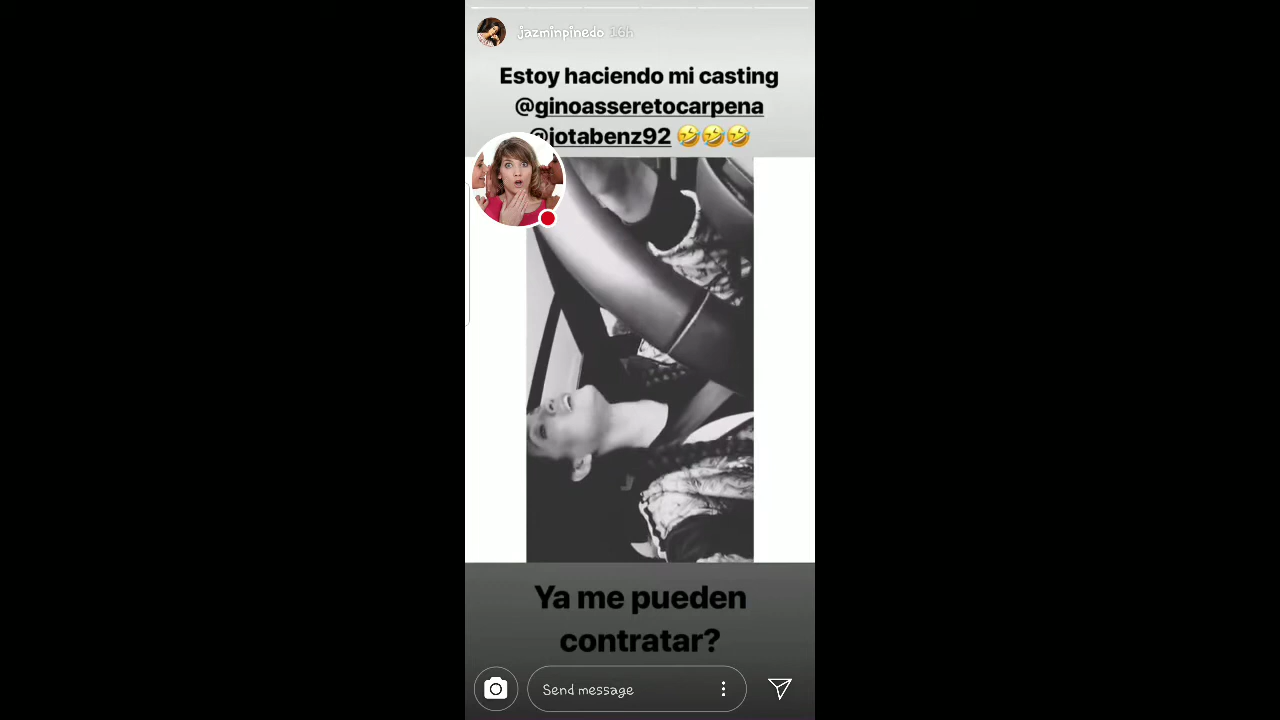 jazminpinedo 16h
Estoy haciendo mi casting
@ginoasseretocarpena
@jotabenz92 🤣🤣🤣
Ya me pueden
contratar?
Send message